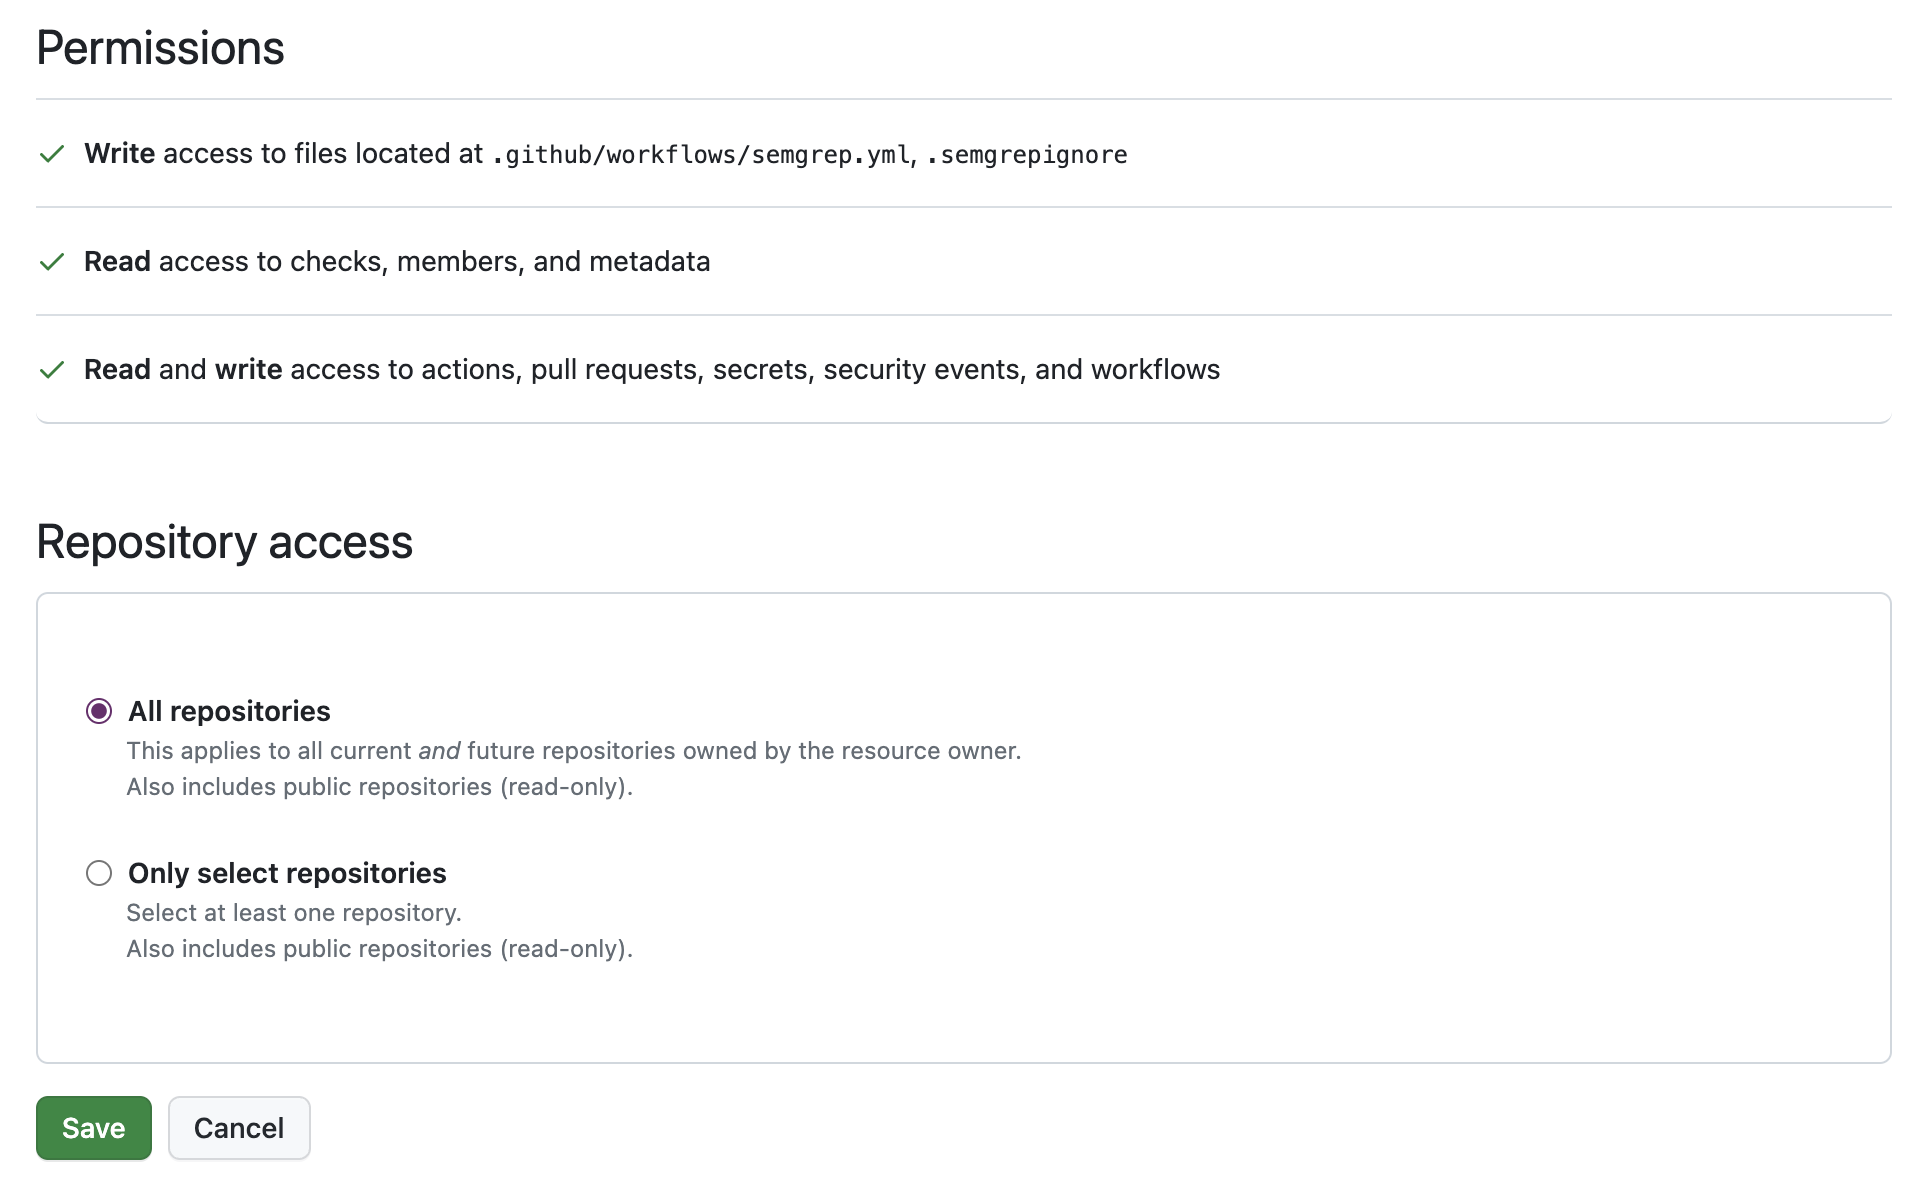 Permissions
Write access to files located at .github/workflows/semgrep.yml, .semgrepignore
Read access to checks, members, and metadata
Read and write access to actions, pull requests, secrets, security events, and workflows
Repository access
All repositories
This applies to all current and future repositories owned by the resource owner.
Also includes public repositories (read-only).
Only select repositories
Select at least one repository.
Also includes public repositories (read-only).
Save Cancel